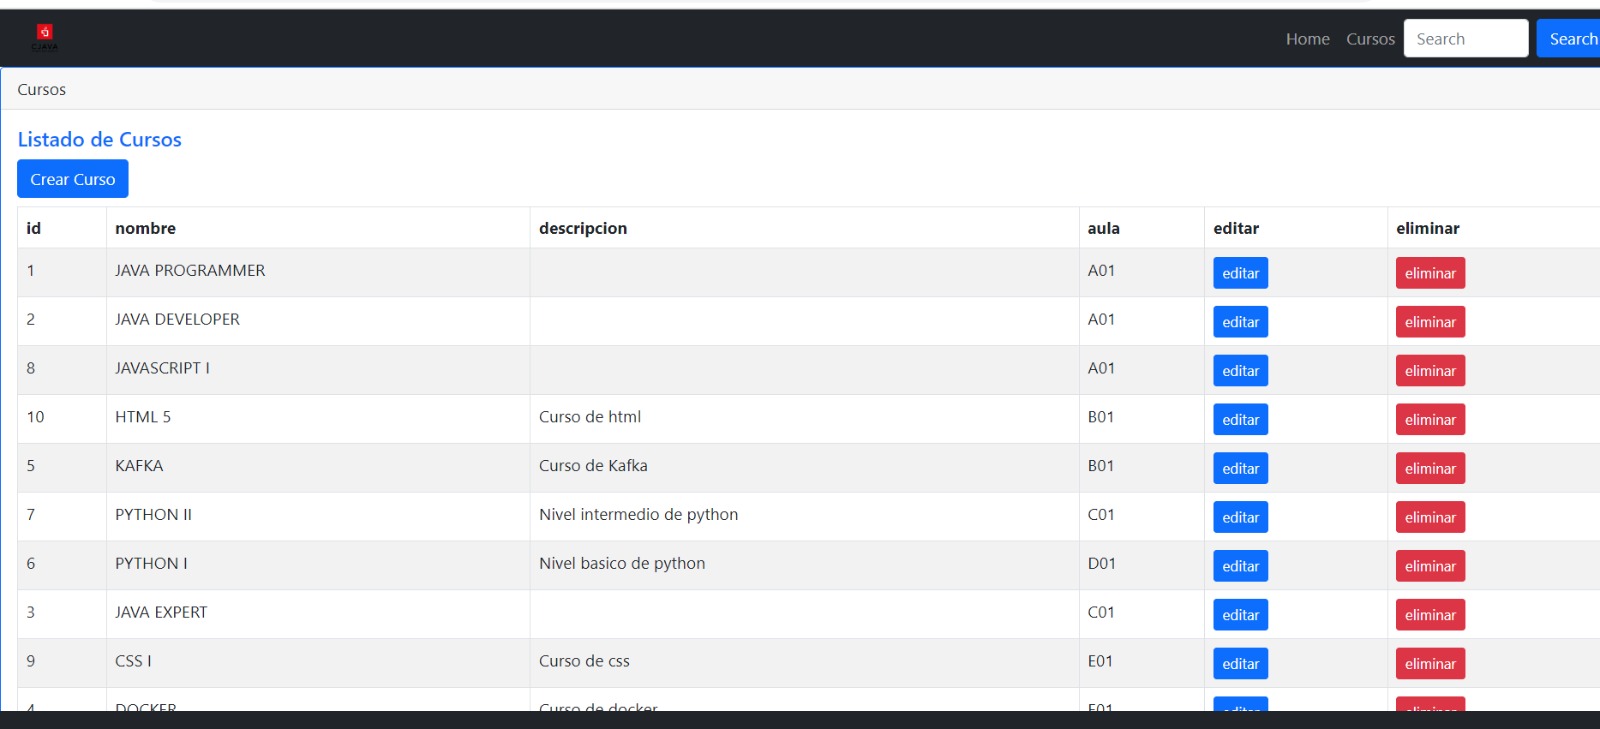 CJAVA
Home Cursos Search Search
Cursos
Listado de Cursos
Crear Curso
id nombre descripcion aula editar eliminar
1 JAVA PROGRAMMER A01 editar eliminar
2 JAVA DEVELOPER A01 editar eliminar
8 JAVASCRIPT I A01 editar eliminar
10 HTML 5 Curso de html B01 editar eliminar
5 KAFKA Curso de Kafka B01 editar eliminar
7 PYTHON II Nivel intermedio de python C01 editar eliminar
6 PYTHON I Nivel basico de python D01 editar eliminar
3 JAVA EXPERT C01 editar eliminar
9 CSS I Curso de css E01 editar eliminar
4 DOCKER Curso de docker editar eliminar